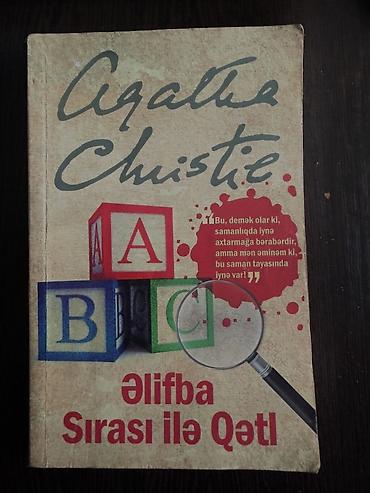 Agatha
Christie
A
A
B
C
"Bu, demək olar ki,
samanlıqda iynə
axtarmağa bərabərdir,
amma mən əminəm ki,
bu saman tayasında
iynə var!"
Əlifba
Sırası ilə Qətl